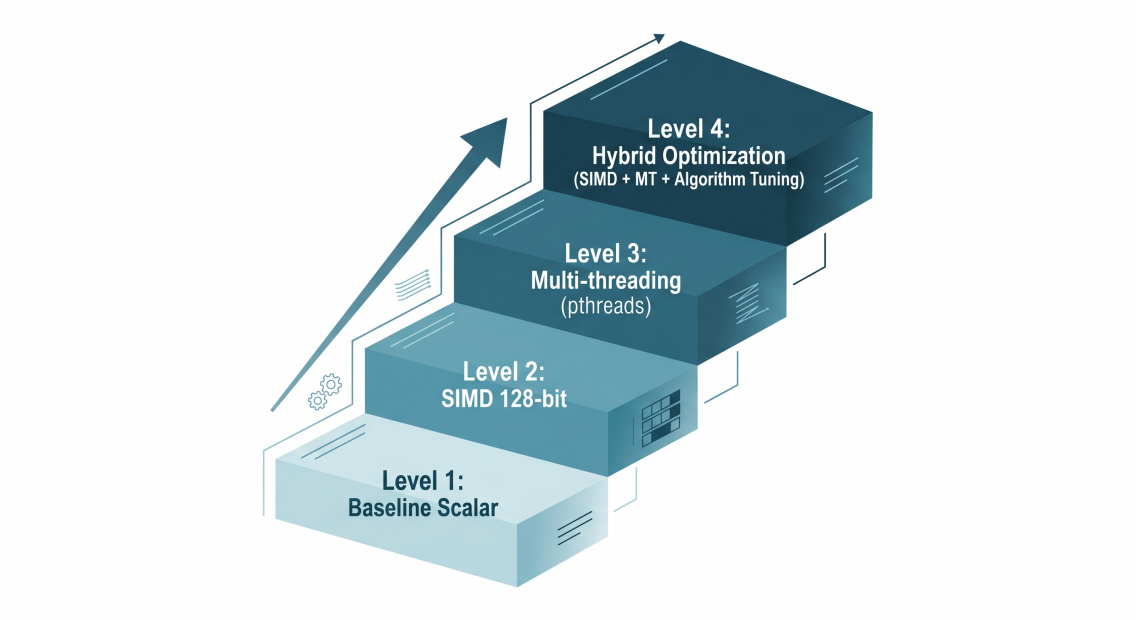 Level 4:
Hybrid Optimization
(SIMD + MT + Algorithm Tuning)
Level 3:
Multi-threading
(pthreads)
Level 2:
SIMD 128-bit
Level 1:
Baseline Scalar